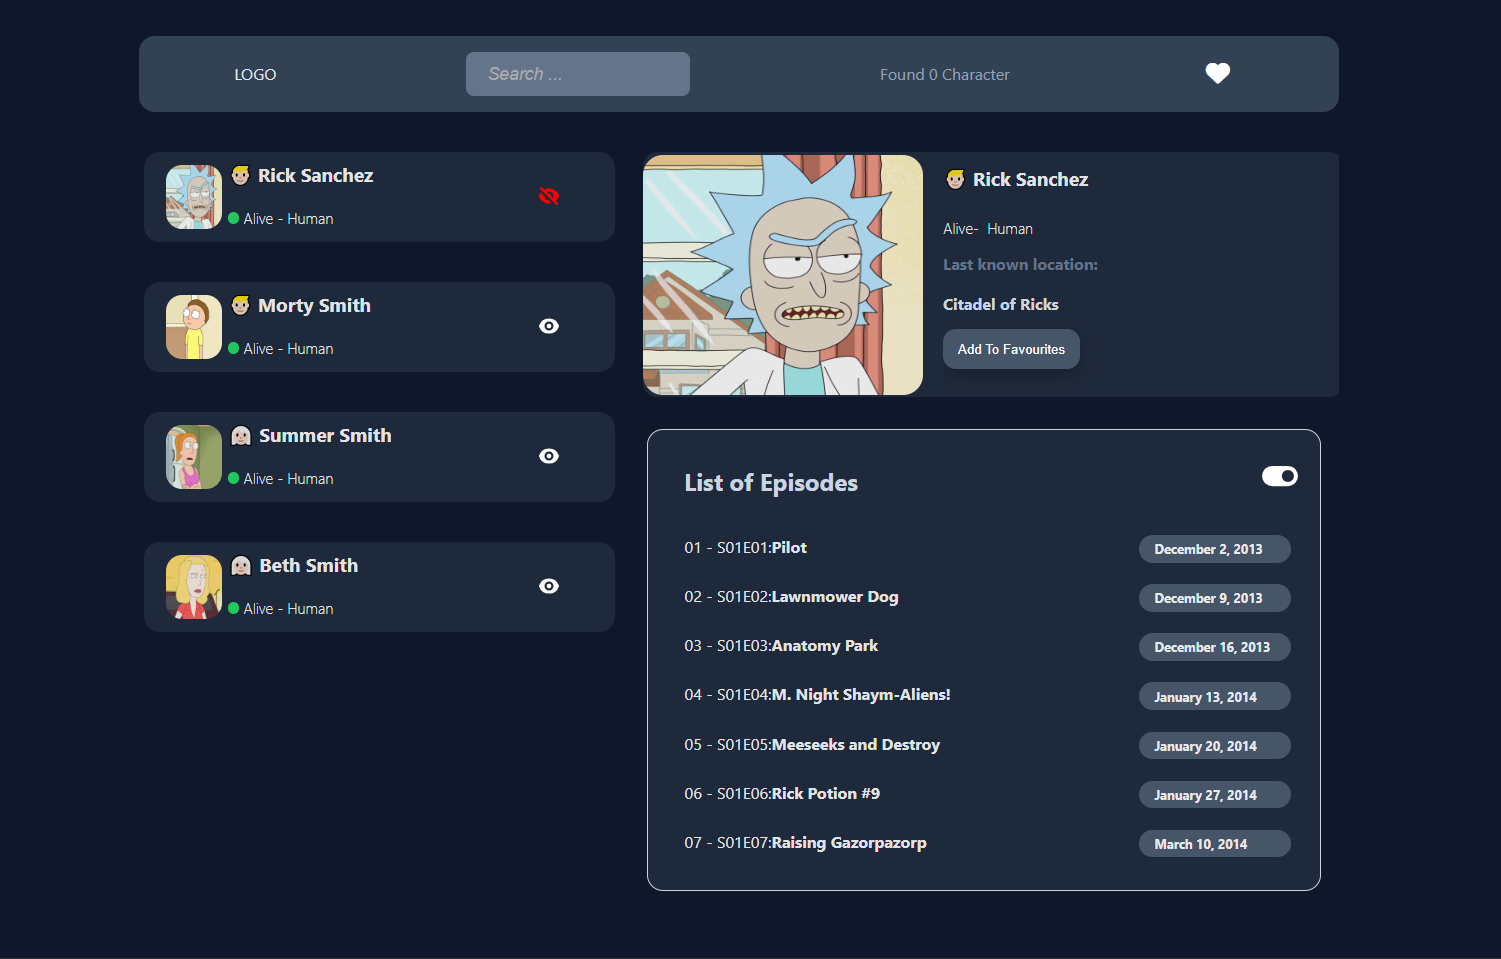 LOGO
Search ...
Found 0 Character
Rick Sanchez
Alive - Human
Morty Smith
Alive - Human
Summer Smith
Alive - Human
Beth Smith
Alive - Human
Rick Sanchez
Alive-  Human
Last known location:
Citadel of Ricks
Add To Favourites
List of Episodes
01 - S01E01:Pilot December 2, 2013
02 - S01E02:Lawnmower Dog December 9, 2013
03 - S01E03:Anatomy Park December 16, 2013
04 - S01E04:M. Night Shaym-Aliens! January 13, 2014
05 - S01E05:Meeseeks and Destroy January 20, 2014
06 - S01E06:Rick Potion #9 January 27, 2014
07 - S01E07:Raising Gazorpazorp March 10, 2014